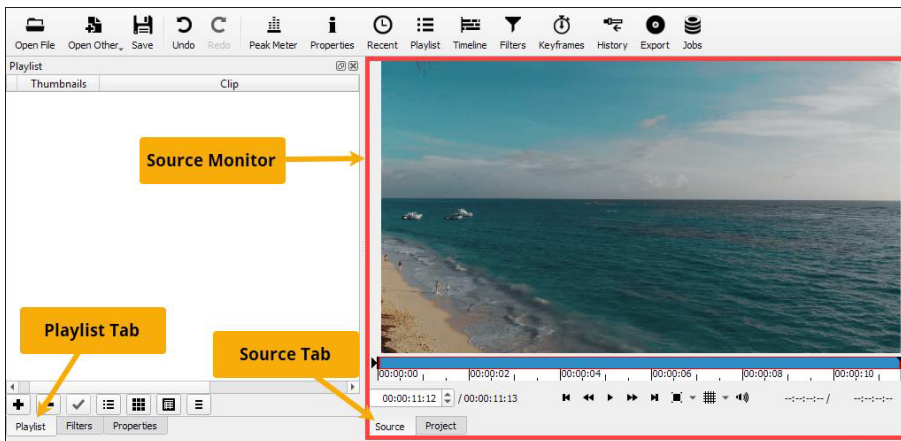 Open File Open Other Save Undo Redo Peak Meter Properties Recent Playlist Timeline Filters Keyframes History Export Jobs
Playlist
Thumbnails Clip
Source Monitor
Playlist Tab
Source Tab
00:00:00 00:00:02 00:00:04 00:00:06 00:00:08 00:00:10
00:00:11:12 / 00:00:11:13 --:--:--:-- / --:--:--:--
Playlist Filters Properties Source Project